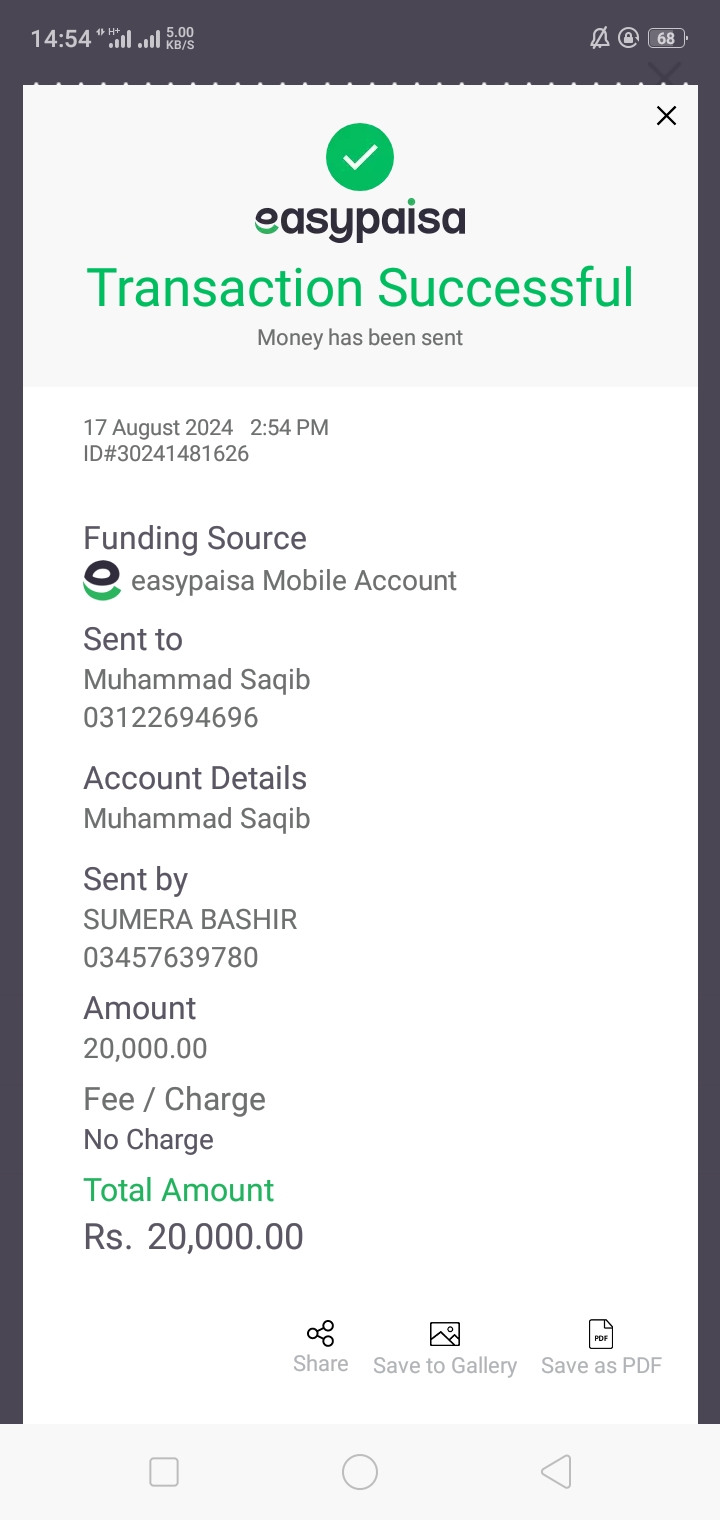 14:54 H+ 5.00 KB/S 68
easypaisa
Transaction Successful
Money has been sent
17 August 2024 2:54 PM
ID#30241481626
Funding Source
easypaisa Mobile Account
Sent to
Muhammad Saqib
03122694696
Account Details
Muhammad Saqib
Sent by
SUMERA BASHIR
03457639780
Amount
20,000.00
Fee / Charge
No Charge
Total Amount
Rs. 20,000.00
PDF
Share Save to Gallery Save as PDF